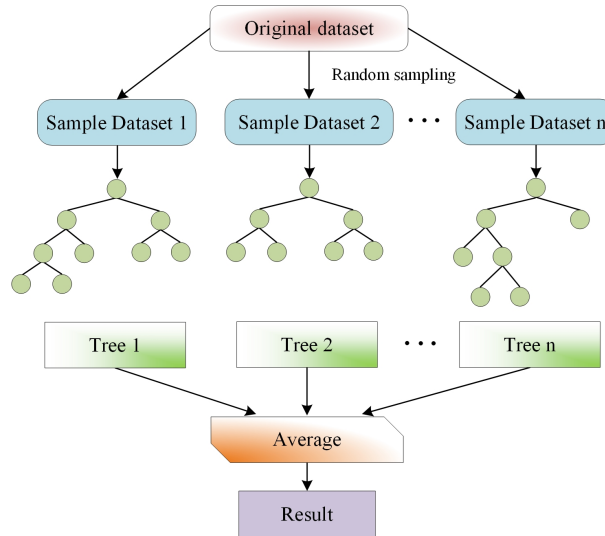 Original dataset
Random sampling
Sample Dataset 1
Sample Dataset 2
• • •
Sample Dataset n
Tree 1
Tree 2
• • •
Tree n
Average
Result